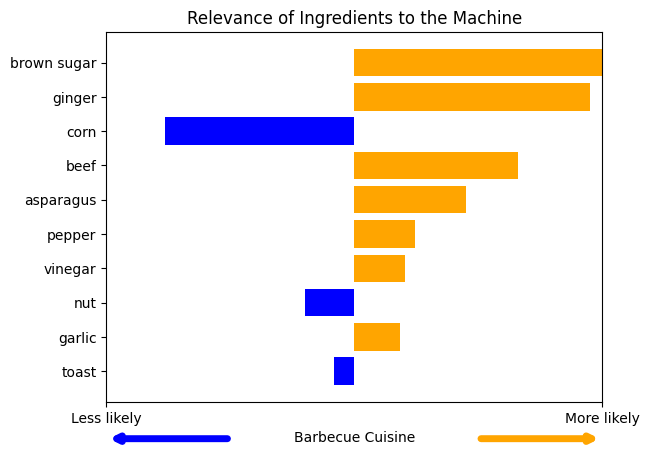 Relevance of Ingredients to the Machine
brown sugar
ginger
corn
beef
asparagus
pepper
vinegar
nut
garlic
toast
Less likely
More likely
Barbecue Cuisine